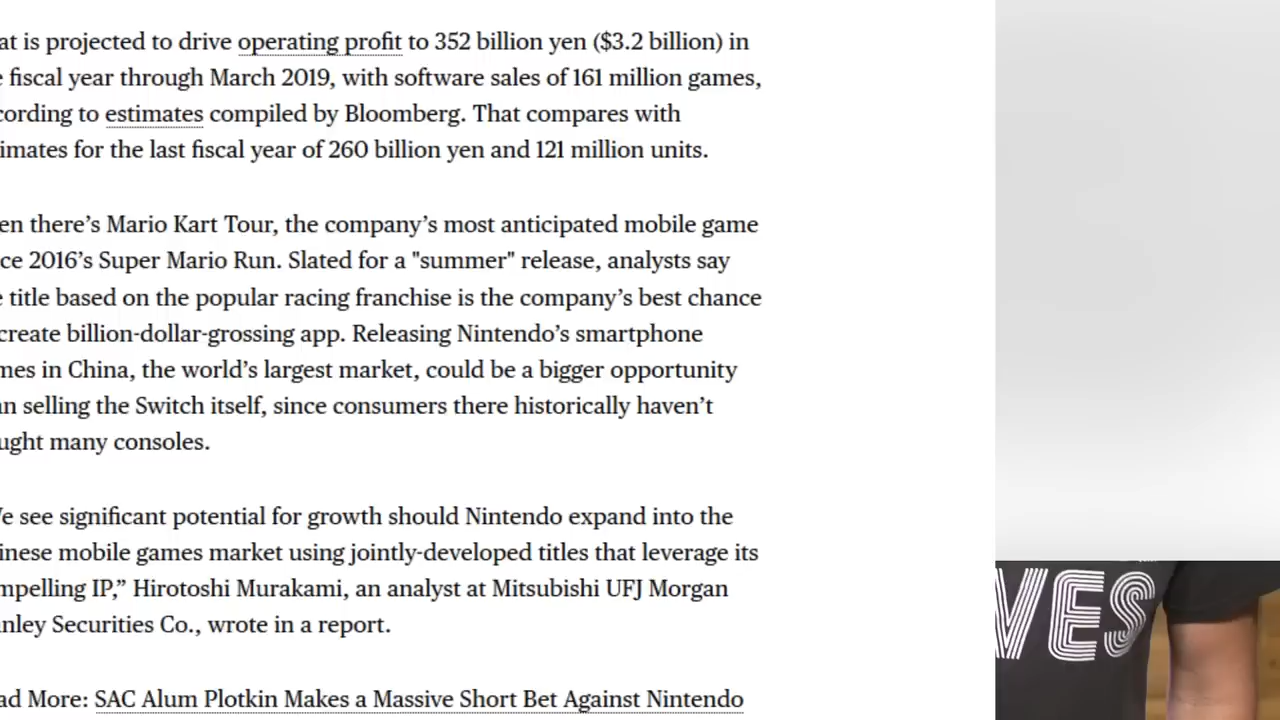 at is projected to drive operating profit to 352 billion yen ($3.2 billion) in
fiscal year through March 2019, with software sales of 161 million games,
cording to estimates compiled by Bloomberg. That compares with
imates for the last fiscal year of 260 billion yen and 121 million units.
en there’s Mario Kart Tour, the company’s most anticipated mobile game
ce 2016’s Super Mario Run. Slated for a "summer" release, analysts say
title based on the popular racing franchise is the company’s best chance
create billion-dollar-grossing app. Releasing Nintendo’s smartphone
mes in China, the world’s largest market, could be a bigger opportunity
an selling the Switch itself, since consumers there historically haven’t
ught many consoles.
e see significant potential for growth should Nintendo expand into the
inese mobile games market using jointly-developed titles that leverage its
mpelling IP,” Hirotoshi Murakami, an analyst at Mitsubishi UFJ Morgan
nley Securities Co., wrote in a report.
ad More: SAC Alum Plotkin Makes a Massive Short Bet Against Nintendo
VES